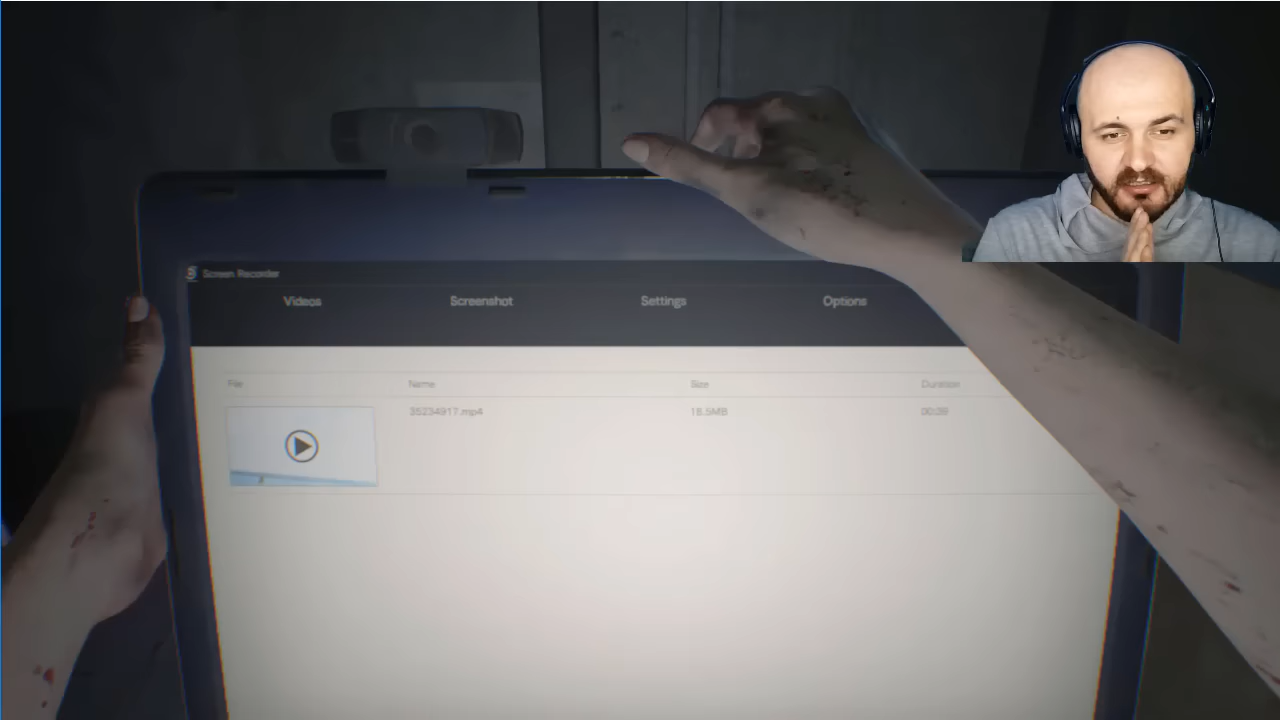 Screen Recorder
Videos Screenshot Settings Options
File Name Size Duration
35234917.mp4 18.5MB 00:39